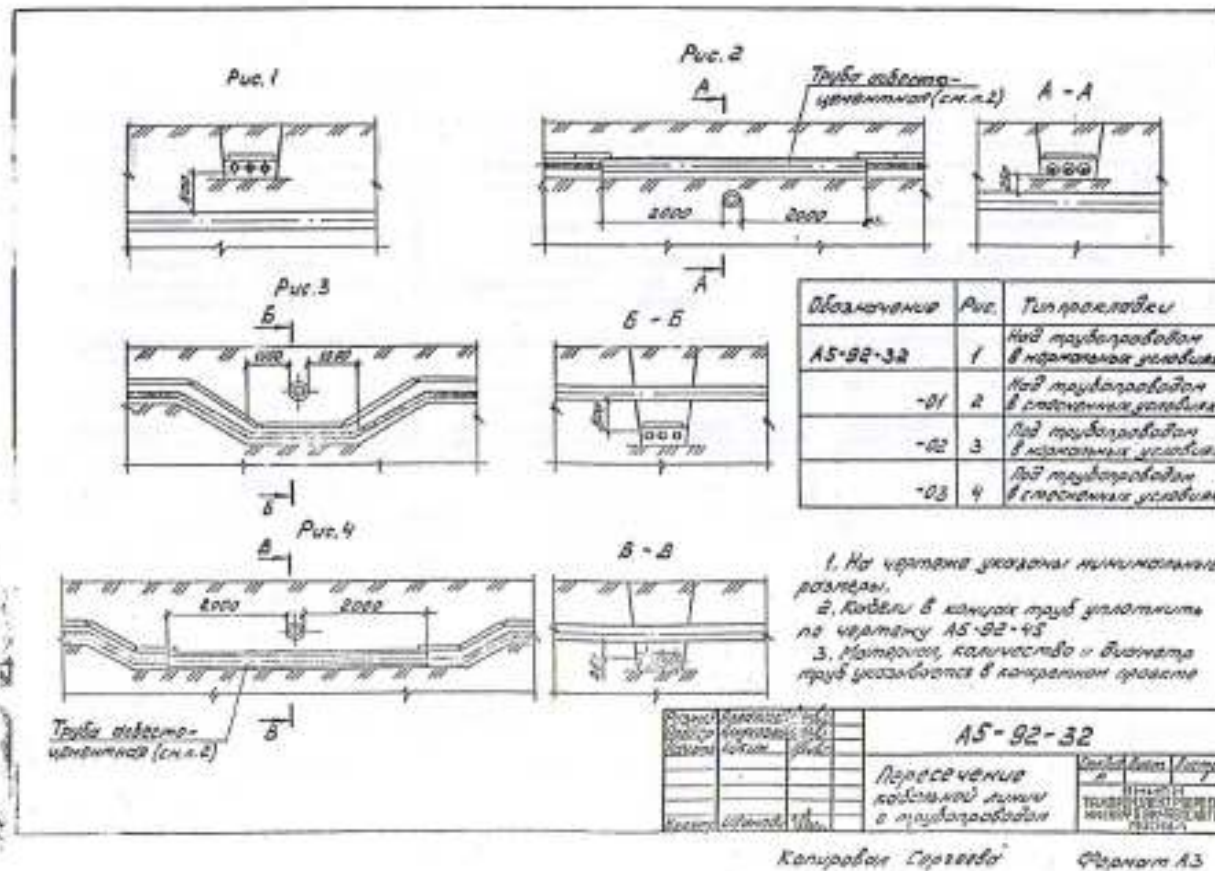 Рис. 1
Рис. 2
А
Труба асбесто-
цементная (см.п.2)
А - А
2000
2000
А
Рис. 3
Б
Б - Б
1000
Б
Обозначение Рис. Тип прокладки
А5-92-32 1 Над трубопроводом
в нормальных условиях
-01 2 Над трубопроводом
в стесненных условиях
-02 3 Под трубопроводом
в нормальных условиях
-03 4 Под трубопроводом
в стесненных условиях
Рис. 4
В
В - В
2000
2000
В
Труба асбесто-
цементная (см.п.2)
1. На чертеже указаны минимальные
размеры.
2. Кабели в концах труб уплотнить
по чертежу А5-92-45
3. Материал, количество и диаметр
труб указываются в конкретном проекте
А5-92-32
Пересечение
кабельной линии
с трубопроводом
Лист
МОСКВА
Копировал Сергеева Формат А3